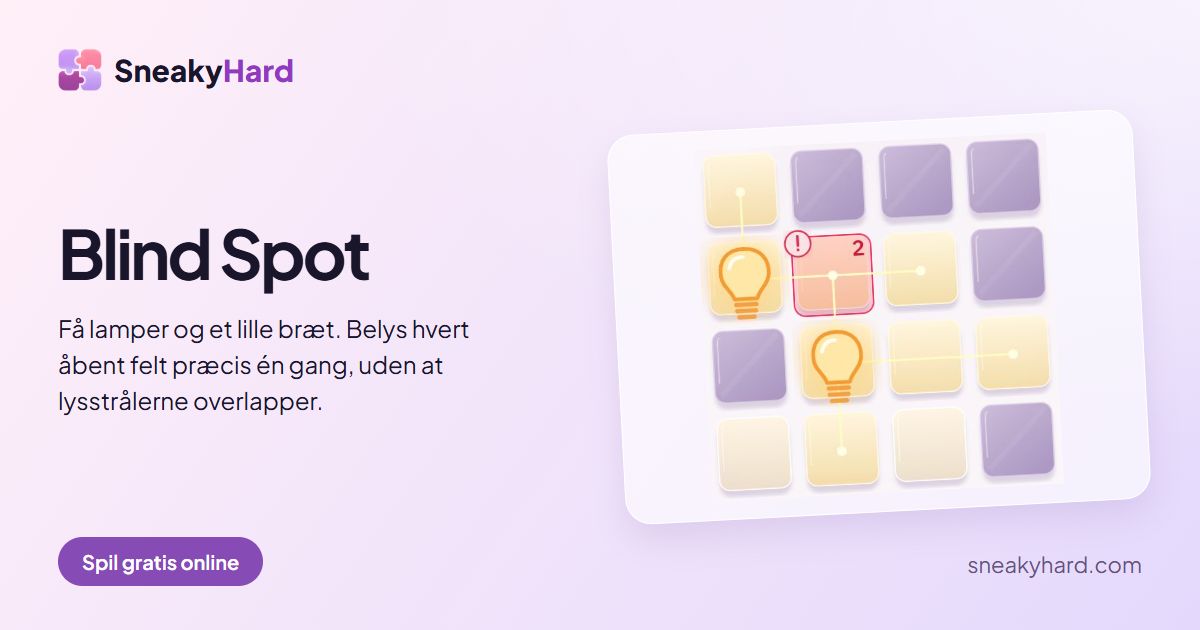 SneakyHard
Blind Spot
Få lamper og et lille bræt. Belys hvert
åbent felt præcis én gang, uden at
lysstrålerne overlapper.
! 2
Spil gratis online
sneakyhard.com